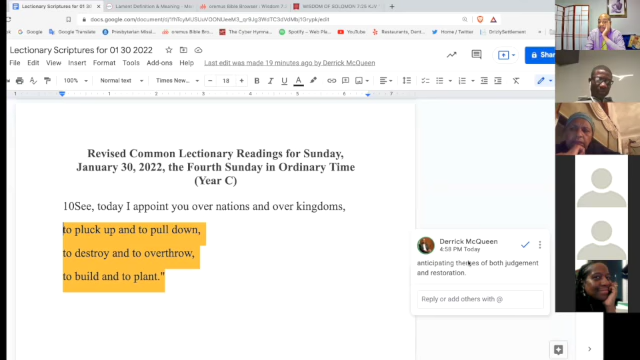 Lectionary Scriptures for 01 30 2022
File Edit View Insert Format Tools Add-ons Help Last edit was made 19 minutes ago by Derrick McQueen
100% Normal text Times New... 18
Revised Common Lectionary Readings for Sunday,
January 30, 2022, the Fourth Sunday in Ordinary Time
(Year C)
10See, today I appoint you over nations and over kingdoms,
to pluck up and to pull down,
to destroy and to overthrow,
to build and to plant."
Derrick McQueen
4:58 PM Today
anticipating themes of both judgement
and restoration.
Reply or add others with @